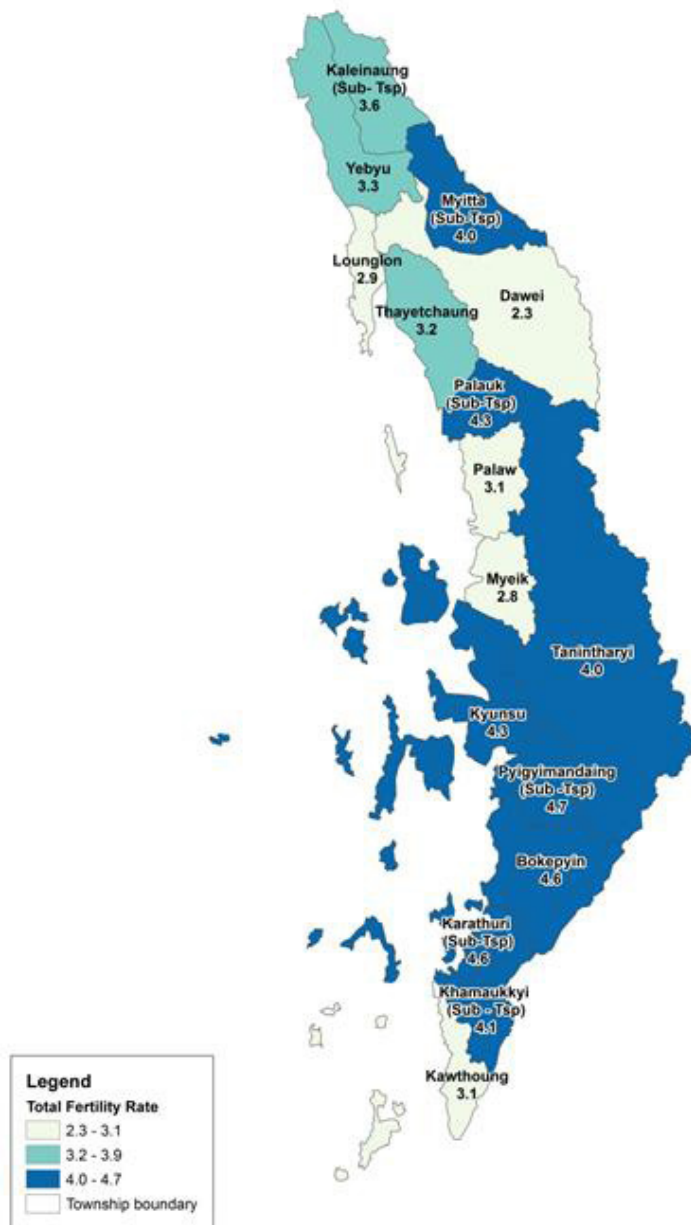 Kaleinaung
(Sub- Tsp)
3.6
Yebyu
3.3
Myitta
(Sub-Tsp)
4.0
Launglon
2.9
Dawei
2.3
Thayetchaung
3.2
Palauk
(Sub-Tsp)
4.3
Palaw
3.1
Myeik
2.8
Tanintharyi
4.0
Kyunsu
4.3
Pyigyimandaing
(Sub -Tsp)
4.7
Bokepyin
4.6
Karathuri
(Sub-Tsp)
4.6
Khamaukkyi
(Sub - Tsp)
4.1
Kawthoung
3.1
Legend
Total Fertility Rate
2.3 - 3.1
3.2 - 3.9
4.0 - 4.7
Township boundary